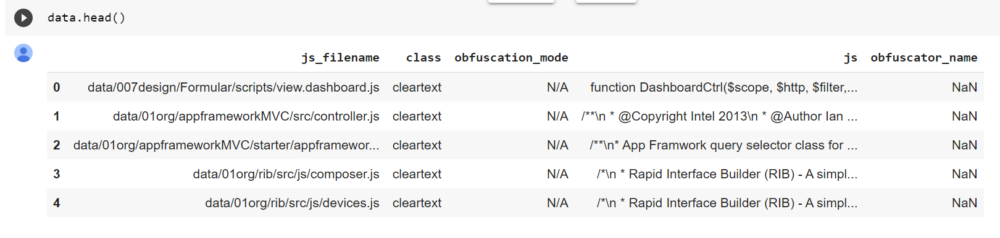 data.head()
js_filename class obfuscation_mode js obfuscator_name
0 data/007design/Formular/scripts/view.dashboard.js cleartext N/A function DashboardCtrl($scope, $http, $filter,... NaN
1 data/01org/appframeworkMVC/src/controller.js cleartext N/A /**\n * @Copyright Intel 2013\n * @Author Ian ... NaN
2 data/01org/appframeworkMVC/starter/appframewor... cleartext N/A /**\n* App Framwork query selector class for ... NaN
3 data/01org/rib/src/js/composer.js cleartext N/A /*\n * Rapid Interface Builder (RIB) - A simpl... NaN
4 data/01org/rib/src/js/devices.js cleartext N/A /*\n * Rapid Interface Builder (RIB) - A simpl... NaN